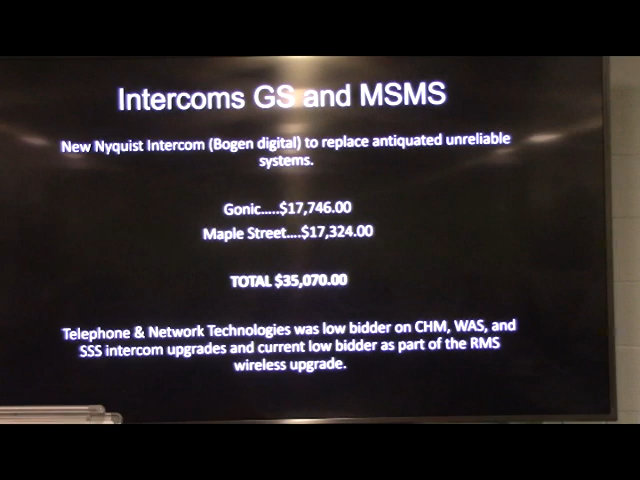 Intercoms GS and MSMS
New Nyquist Intercom (Bogen digital) to replace antiquated unreliable
systems.
Gonic.....$17,746.00
Maple Street....$17,324.00
TOTAL $35,070.00
Telephone & Network Technologies was low bidder on CHM, WAS, and
SSS intercom upgrades and current low bidder as part of the RMS
wireless upgrade.